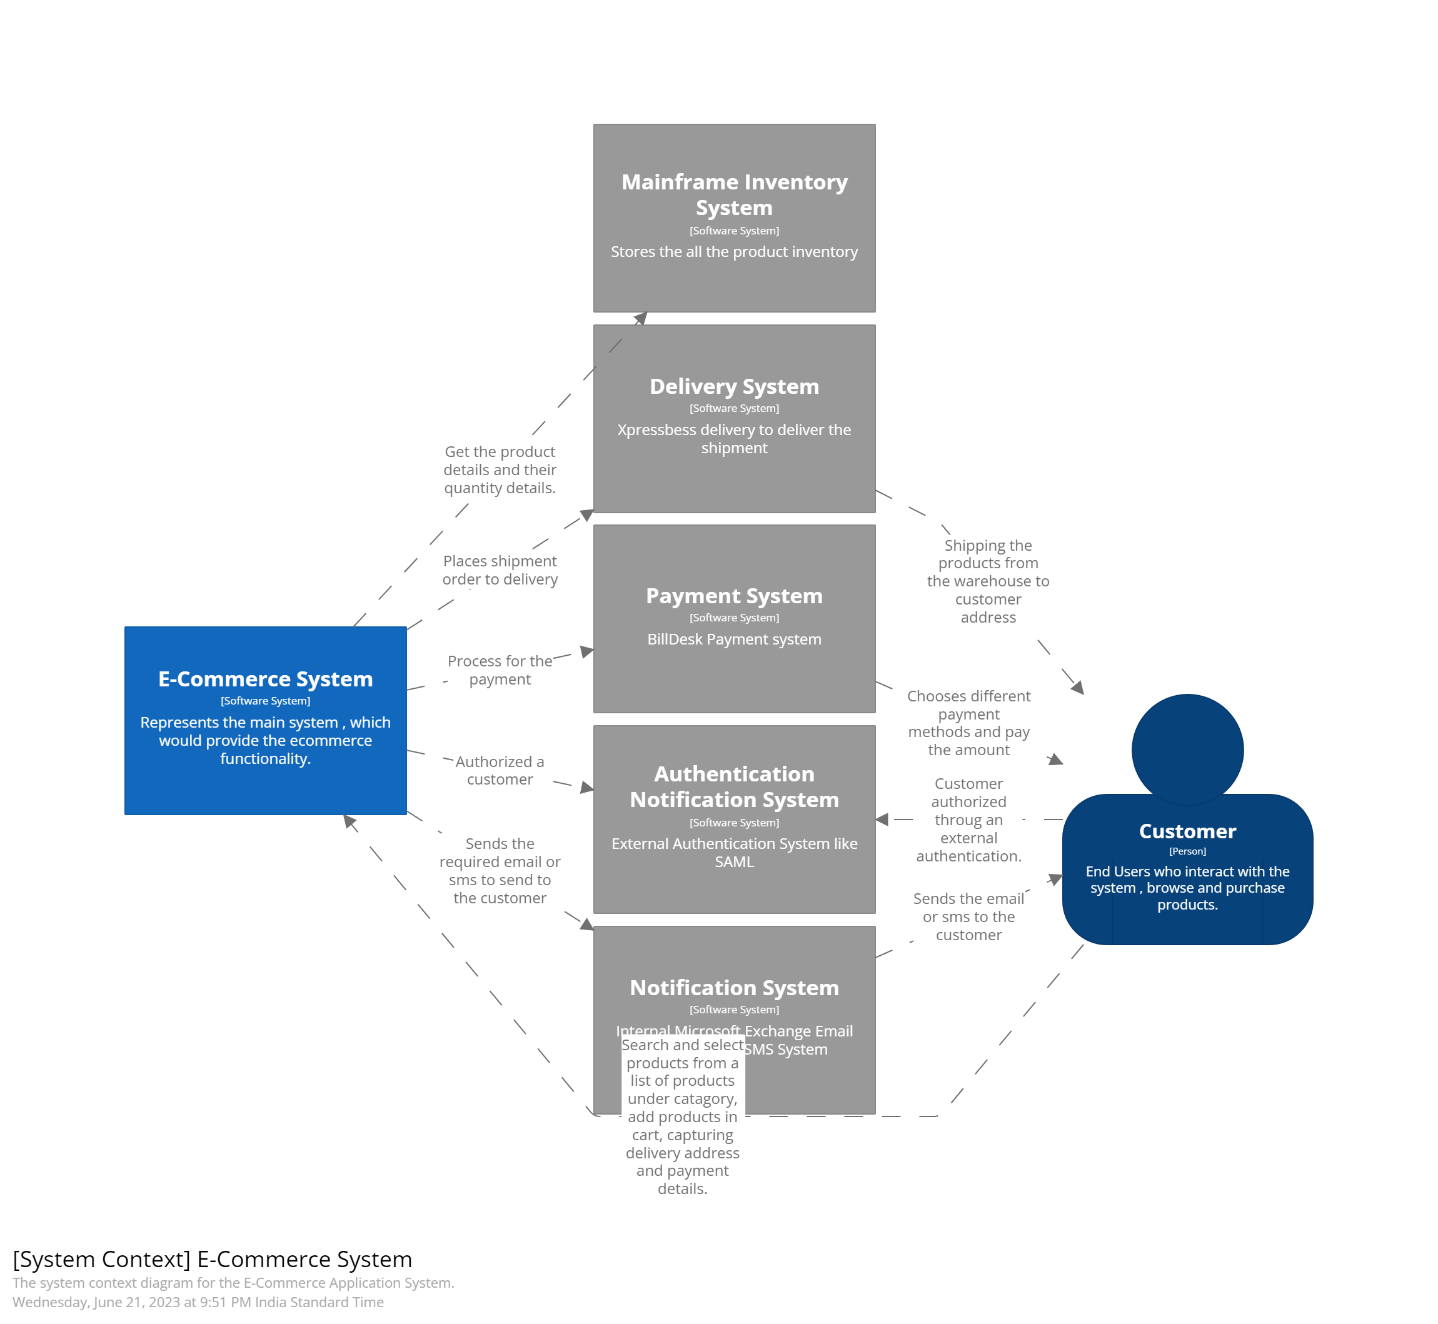 Mainframe Inventory
System
[Software System]
Stores the all the product inventory
Delivery System
[Software System]
Xpressbess delivery to deliver the
shipment
Get the product
details and their
quantity details.
Places shipment
order to delivery
Shipping the
products from
the warehouse to
customer
address
Payment System
[Software System]
BillDesk Payment system
E-Commerce System
[Software System]
Represents the main system , which
would provide the ecommerce
functionality.
Process for the
payment
Chooses different
payment
methods and pay
the amount
Authorized a
customer
Authentication
Notification System
[Software System]
External Authentication System like
SAML
Customer
authorized
throug an
external
authentication.
Customer
[Person]
End Users who interact with the
system , browse and purchase
products.
Sends the
required email or
sms to send to
the customer
Sends the email
or sms to the
customer
Notification System
[Software System]
Internal Microsoft Exchange Email
SMS System
Search and select
products from a
list of products
under catagory,
add products in
cart, capturing
delivery address
and payment
details.
[System Context] E-Commerce System
The system context diagram for the E-Commerce Application System.
Wednesday, June 21, 2023 at 9:51 PM India Standard Time